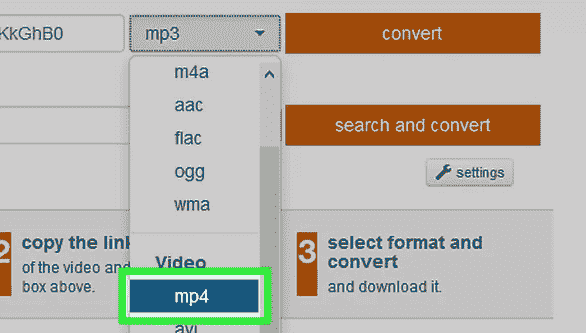 KkGhB0 mp3 convert
m4a
aac
flac
search and convert
ogg
settings
wma
2 copy the link
of the video and
box above.
Video
mp4
avi
3 select format and
convert
and download it.